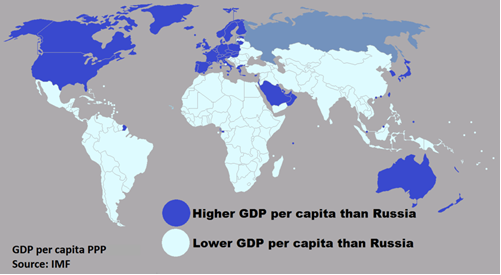 Higher GDP per capita than Russia
Lower GDP per capita than Russia
GDP per capita PPP
Source: IMF